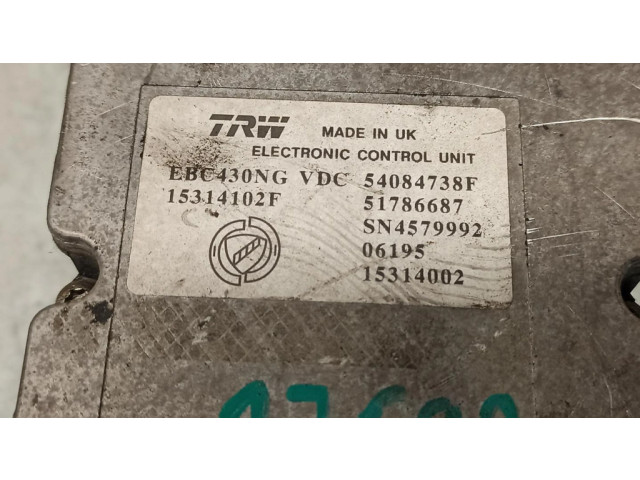 TRW MADE IN UK
ELECTRONIC CONTROL UNIT
EBC430NG VDC 54084738F
15314102F 51786687
SN4579992
06195
15314002